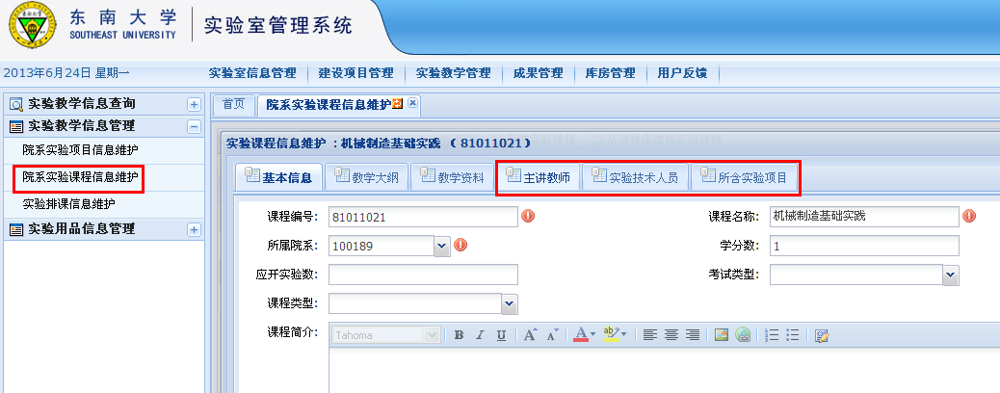 东南大学
SOUTHEAST UNIVERSITY
实验室管理系统
2013年6月24日 星期一
实验室信息管理 建设项目管理 实验教学管理 成果管理 库房管理 用户反馈
实验教学信息查询
实验教学信息管理
院系实验项目信息维护
院系实验课程信息维护
实验排课信息维护
实验用品信息管理
首页 院系实验课程信息维护
实验课程信息维护 ：机械制造基础实践 （81011021）
基本信息 教学大纲 教学资料 主讲教师 实验技术人员 所含实验项目
课程编号: 81011021 课程名称: 机械制造基础实践
所属院系: 100189 学分数: 1
应开实验数: 考试类型:
课程类型:
课程简介: Tahoma B I U A A A ab